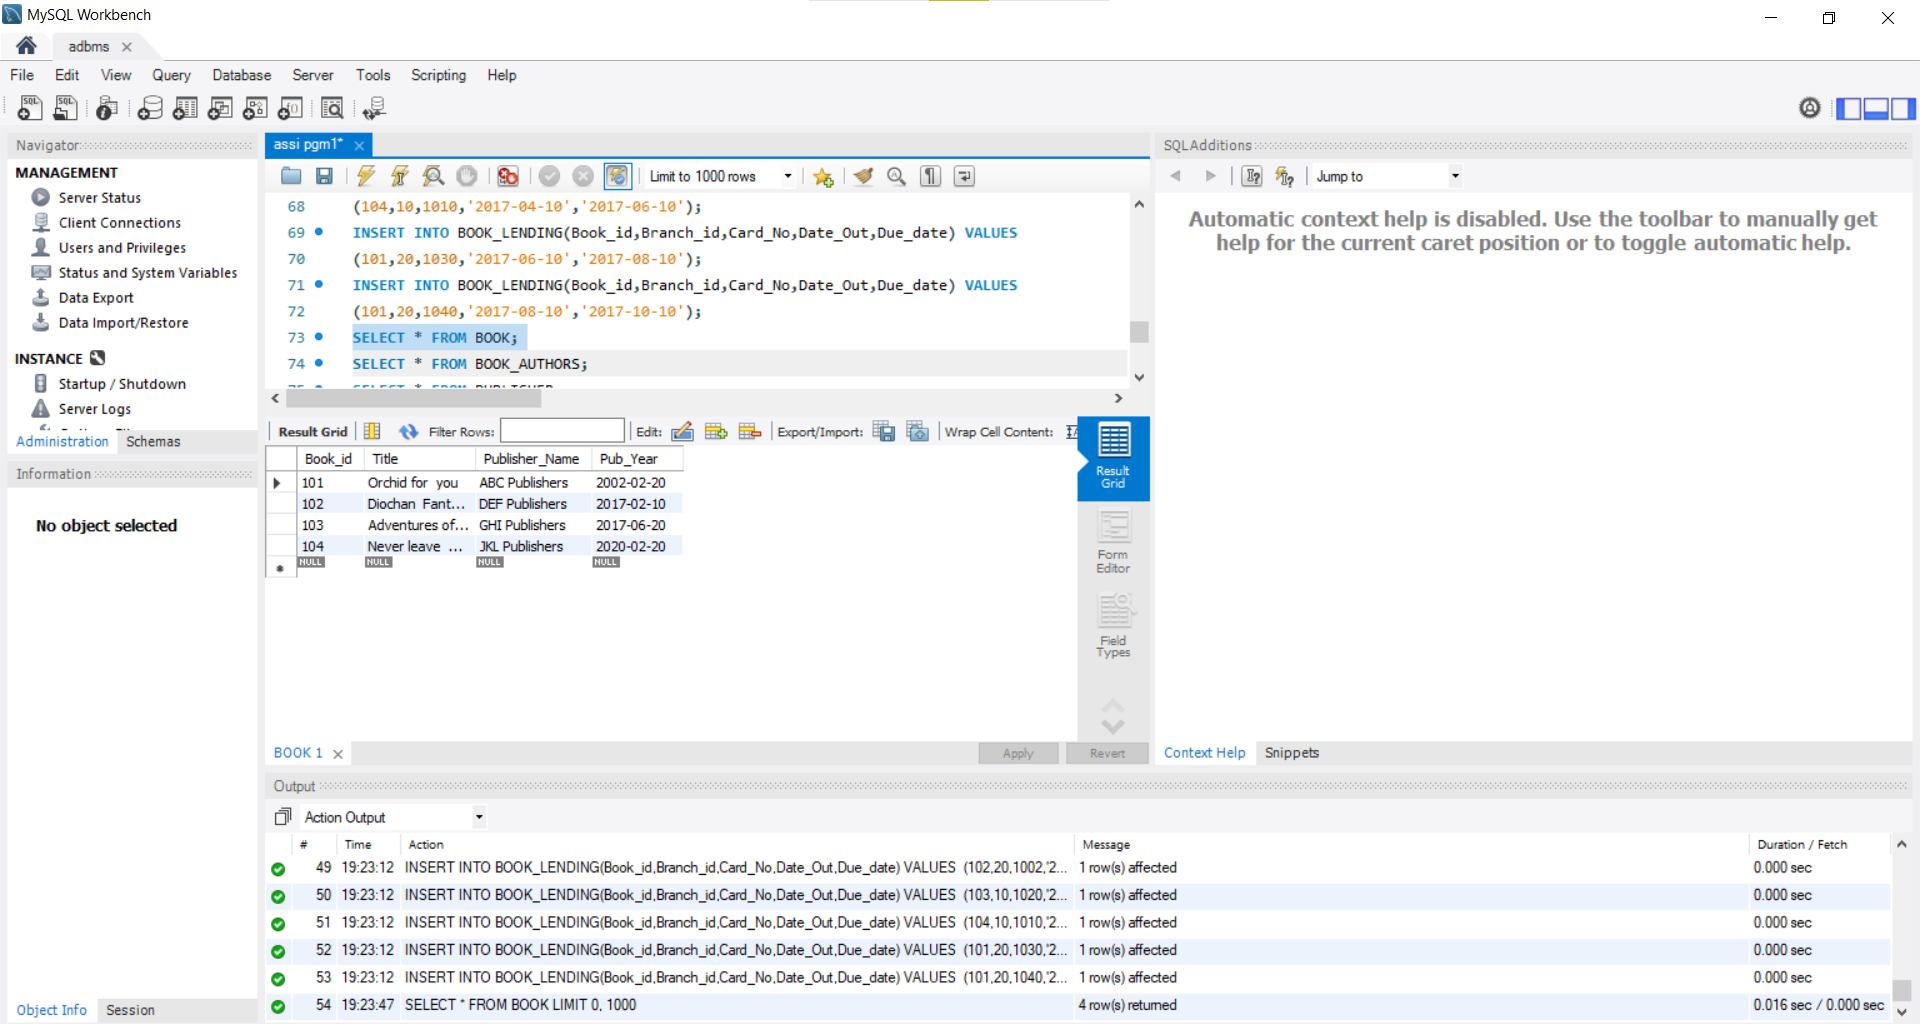 MySQL Workbench
adbms
File Edit View Query Database Server Tools Scripting Help
Navigator
MANAGEMENT
Server Status
Client Connections
Users and Privileges
Status and System Variables
Data Export
Data Import/Restore
INSTANCE
Startup / Shutdown
Server Logs
Administration Schemas
Information
No object selected
Object Info Session
assi pgm1*
Limit to 1000 rows
68 (104,10,1010,'2017-04-10','2017-06-10');
69 INSERT INTO BOOK_LENDING(Book_id,Branch_id,Card_No,Date_Out,Due_date) VALUES
70 (101,20,1030,'2017-06-10','2017-08-10');
71 INSERT INTO BOOK_LENDING(Book_id,Branch_id,Card_No,Date_Out,Due_date) VALUES
72 (101,20,1040,'2017-08-10','2017-10-10');
73 SELECT * FROM BOOK;
74 SELECT * FROM BOOK_AUTHORS;
Result Grid Filter Rows: Edit: Export/Import: Wrap Cell Content:
Book_id Title Publisher_Name Pub_Year
101 Orchid for you ABC Publishers 2002-02-20
102 Diochan Fant... DEF Publishers 2017-02-10
103 Adventures of... GHI Publishers 2017-06-20
104 Never leave ... JKL Publishers 2020-02-20
NULL NULL NULL NULL
Result
Grid
Form
Editor
Field
Types
BOOK 1
Apply Revert
SQLAdditions
Jump to
Automatic context help is disabled. Use the toolbar to manually get
help for the current caret position or to toggle automatic help.
Context Help Snippets
Output
Action Output
# Time Action Message Duration / Fetch
49 19:23:12 INSERT INTO BOOK_LENDING(Book_id,Branch_id,Card_No,Date_Out,Due_date) VALUES (102,20,1002,'2... 1 row(s) affected 0.000 sec
50 19:23:12 INSERT INTO BOOK_LENDING(Book_id,Branch_id,Card_No,Date_Out,Due_date) VALUES (103,10,1020,'2... 1 row(s) affected 0.000 sec
51 19:23:12 INSERT INTO BOOK_LENDING(Book_id,Branch_id,Card_No,Date_Out,Due_date) VALUES (104,10,1010,'2... 1 row(s) affected 0.000 sec
52 19:23:12 INSERT INTO BOOK_LENDING(Book_id,Branch_id,Card_No,Date_Out,Due_date) VALUES (101,20,1030,'2... 1 row(s) affected 0.000 sec
53 19:23:12 INSERT INTO BOOK_LENDING(Book_id,Branch_id,Card_No,Date_Out,Due_date) VALUES (101,20,1040,'2... 1 row(s) affected 0.000 sec
54 19:23:47 SELECT * FROM BOOK LIMIT 0, 1000 4 row(s) returned 0.016 sec / 0.000 sec